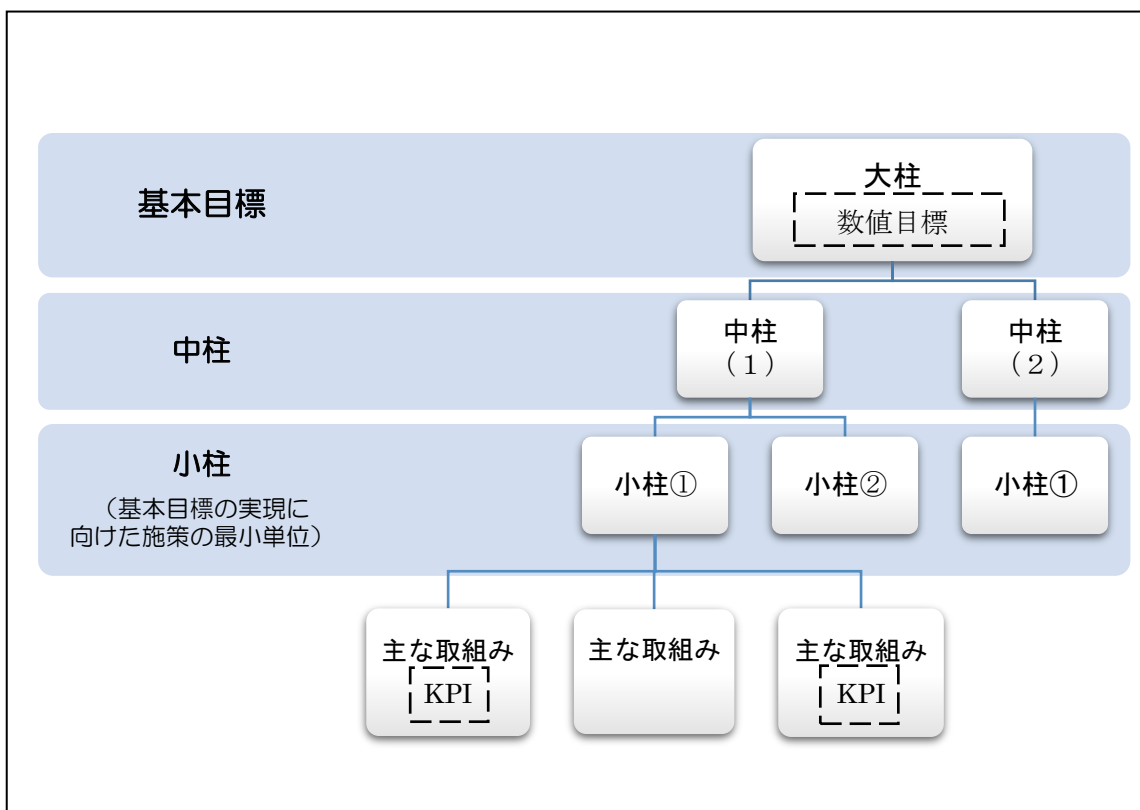 基本目標
大柱
数値目標
中柱
中柱
（１）
中柱
（２）
小柱
（基本目標の実現に
向けた施策の最小単位）
小柱①
小柱②
小柱①
主な取組み
KPI
主な取組み
主な取組み
KPI